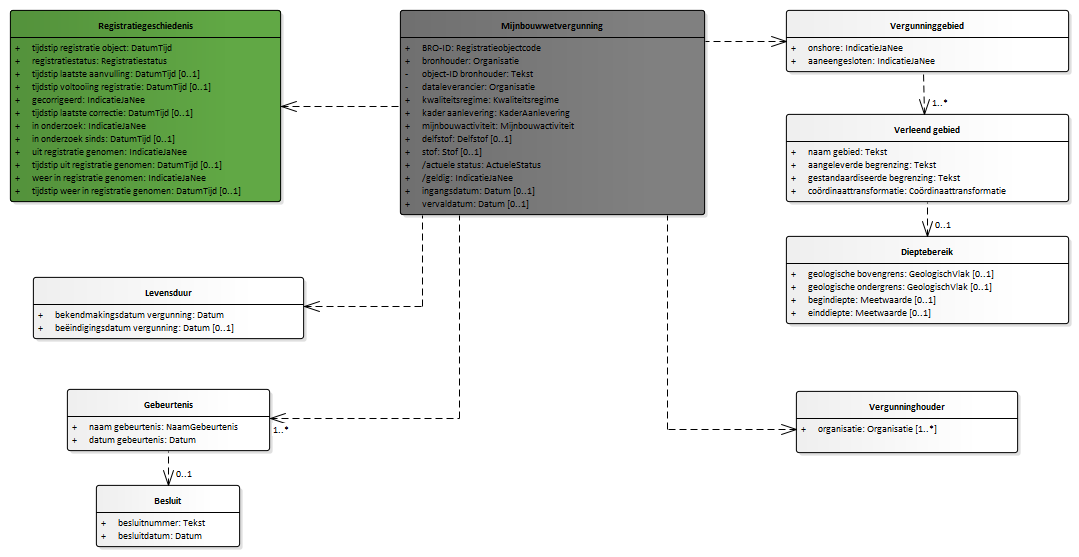 Registratiegeschiedenis
+ tijdstip registratie object: DatumTijd
+ registratiestatus: Registratiestatus
+ tijdstip laatste aanvulling: DatumTijd [0..1]
+ tijdstip voltooiing registratie: DatumTijd [0..1]
+ gecorrigeerd: IndicatieJaNee
+ tijdstip laatste correctie: DatumTijd [0..1]
+ in onderzoek: IndicatieJaNee
+ in onderzoek sinds: DatumTijd [0..1]
+ uit registratie genomen: IndicatieJaNee
+ tijdstip uit registratie genomen: DatumTijd [0..1]
+ weer in registratie genomen: IndicatieJaNee
+ tijdstip weer in registratie genomen: DatumTijd [0..1]
Mijnbouwwetvergunning
+ BRO-ID: Registratieobjectcode
+ bronhouder: Organisatie
- object-ID bronhouder: Tekst
- dataleverancier: Organisatie
+ kwaliteitsregime: Kwaliteitsregime
+ kader aanlevering: KaderAanlevering
+ mijnbouwactiviteit: Mijnbouwactiviteit
+ delfstof: Delfstof [0..1]
+ stof: Stof [0..1]
+ /actuele status: ActueleStatus
+ /geldig: IndicatieJaNee
+ ingangsdatum: Datum [0..1]
+ vervaldatum: Datum [0..1]
Vergunninggebied
+ onshore: IndicatieJaNee
+ aaneengesloten: IndicatieJaNee
1..*
Verleend gebied
+ naam gebied: Tekst
+ aangeleverde begrenzing: Tekst
+ gestandaardiseerde begrenzing: Tekst
+ coördinaattransformatie: Coördinaattransformatie
0..1
Dieptebereik
+ geologische bovengrens: GeologischVlak [0..1]
+ geologische ondergrens: GeologischVlak [0..1]
+ begindiepte: Meetwaarde [0..1]
+ einddiepte: Meetwaarde [0..1]
Levensduur
+ bekendmakingsdatum vergunning: Datum
+ beëindigingsdatum vergunning: Datum [0..1]
Gebeurtenis
+ naam gebeurtenis: NaamGebeurtenis
+ datum gebeurtenis: Datum
1..*
0..1
Besluit
+ besluitnummer: Tekst
+ besluitdatum: Datum
Vergunninghouder
+ organisatie: Organisatie [1..*]